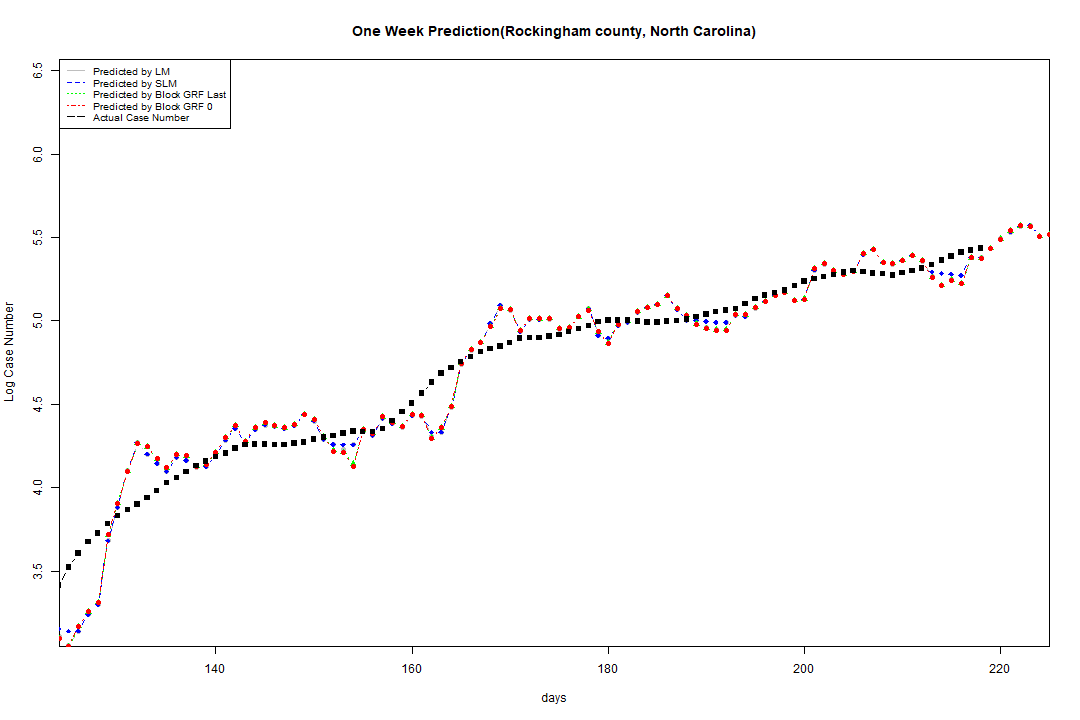 One Week Prediction(Rockingham county, North Carolina)
Predicted by LM
Predicted by SLM
Predicted by Block GRF Last
Predicted by Block GRF 0
Actual Case Number
6.5
6.0
5.5
5.0
4.5
4.0
3.5
Log Case Number
140 160 180 200 220
days